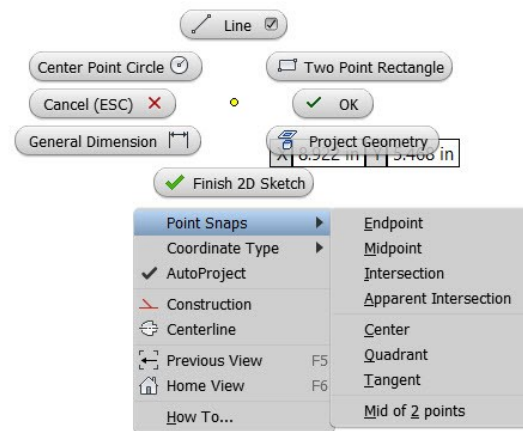 Line
Center Point Circle
Two Point Rectangle
Cancel (ESC)
OK
General Dimension
Project Geometry
X 8.922 in Y 5.468 in
Finish 2D Sketch
Point Snaps
Coordinate Type
AutoProject
Construction
Centerline
Previous View F5
Home View F6
How To...
Endpoint
Midpoint
Intersection
Apparent Intersection
Center
Quadrant
Tangent
Mid of 2 points